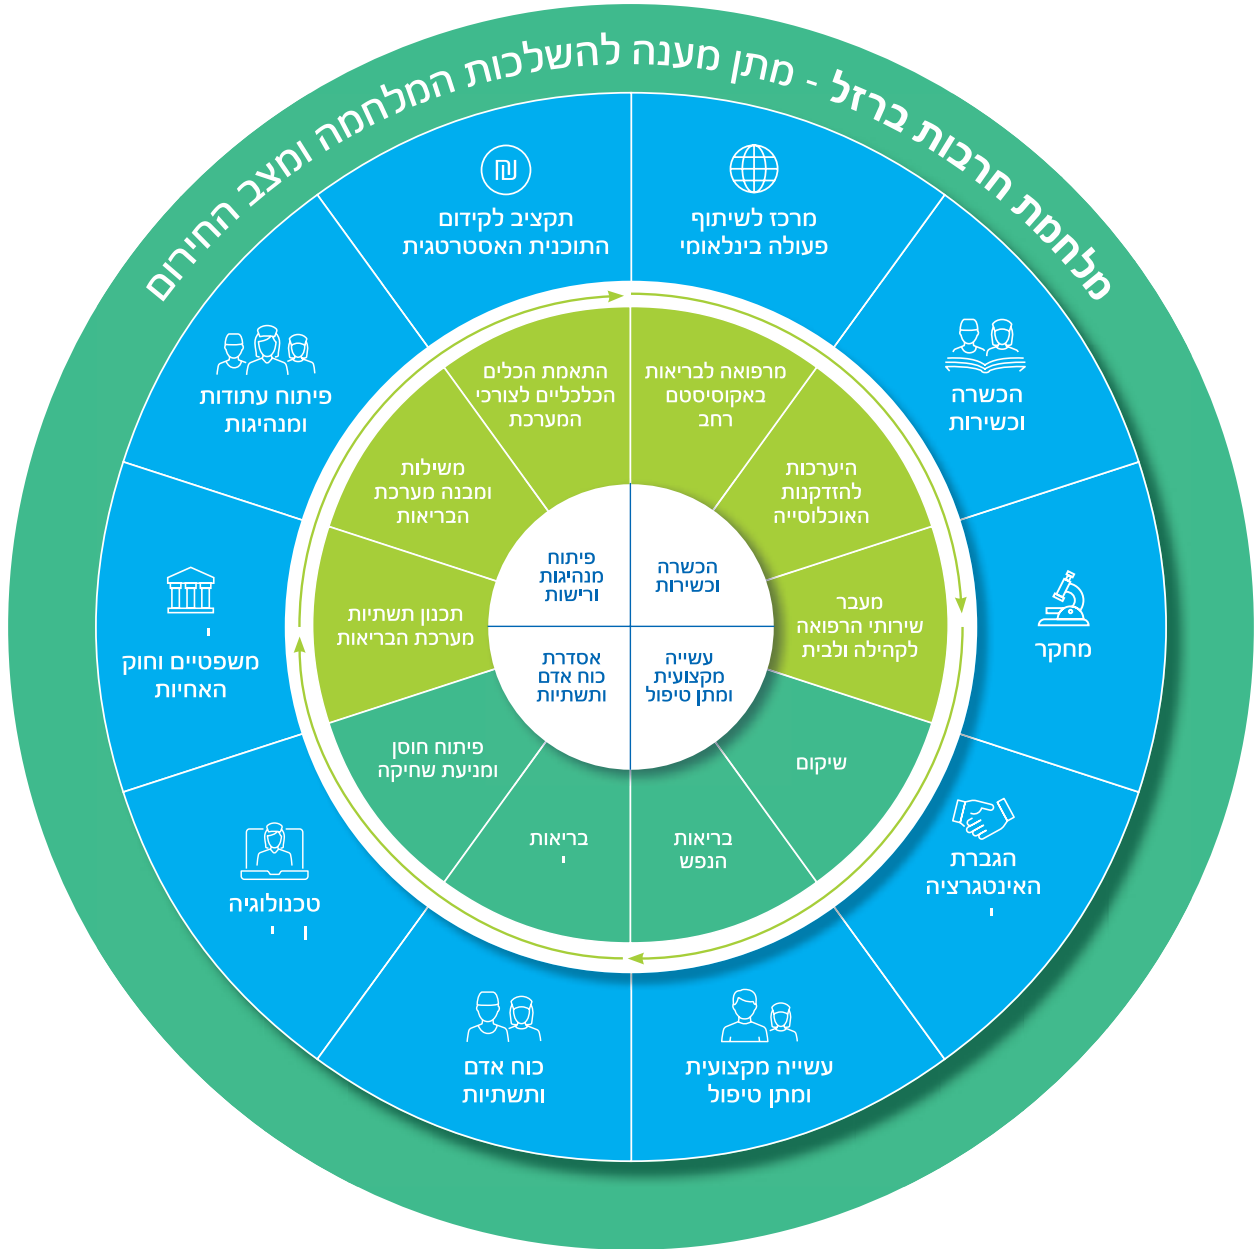 מלחמת חרבות ברזל - מתן מענה להשלכות המלחמה ומצב החירום
מרכז לשיתוף
פעולה בינלאומי
הכשרה
וכשירות
מחקר
הגברת
האינטגרציה
עשייה מקצועית
ומתן טיפול
כוח אדם
ותשתיות
טכנולוגיה
משפטיים וחוק
האחיות
פיתוח עתודות
ומנהיגות
תקציב לקידום
התוכנית האסטרטגית
מרפואה לבריאות
באקוסיסטם
רחב
היערכות
להזדקנות
האוכלוסייה
מעבר
שירותי הרפואה
לקהילה ולבית
שיקום
בריאות
הנפש
בריאות
פיתוח חוסן
ומניעת שחיקה
תכנון תשתיות
מערכת הבריאות
משילות
ומבנה מערכת
הבריאות
התאמת הכלים
הכלכליים לצורכי
המערכת
הכשרה
וכשירות
עשייה
מקצועית
ומתן טיפול
אסדרת
כוח אדם
ותשתיות
פיתוח
מנהיגות
ורישות